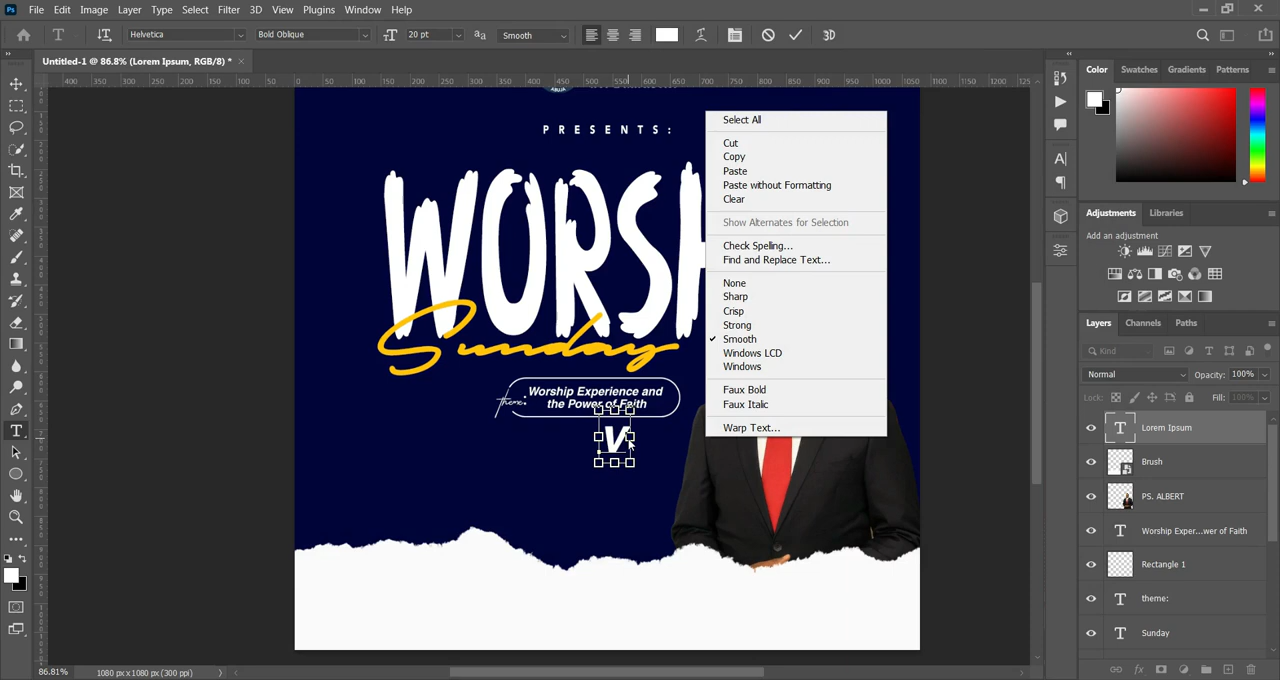 Ps File Edit Image Layer Type Select Filter 3D View Plugins Window Help
Helvetica Bold Oblique 20 pt Smooth 3D
Untitled-1 @ 86.8% (Lorem Ipsum, RGB/8) *
PRESENTS:
WORSH
Sunday
theme:
Worship Experience and
the Power of Faith
V
Select All
Cut
Copy
Paste
Paste without Formatting
Clear
Show Alternates for Selection
Check Spelling...
Find and Replace Text...
None
Sharp
Crisp
Strong
Smooth
Windows LCD
Windows
Faux Bold
Faux Italic
Warp Text...
Color Swatches Gradients Patterns
Adjustments Libraries
Add an adjustment
Layers Channels Paths
Kind
Normal Opacity: 100%
Lock: Fill: 100%
Lorem Ipsum
Brush
PS. ALBERT
Worship Exper...wer of Faith
Rectangle 1
theme:
Sunday
86.81% 1080 px x 1080 px (300 ppi)